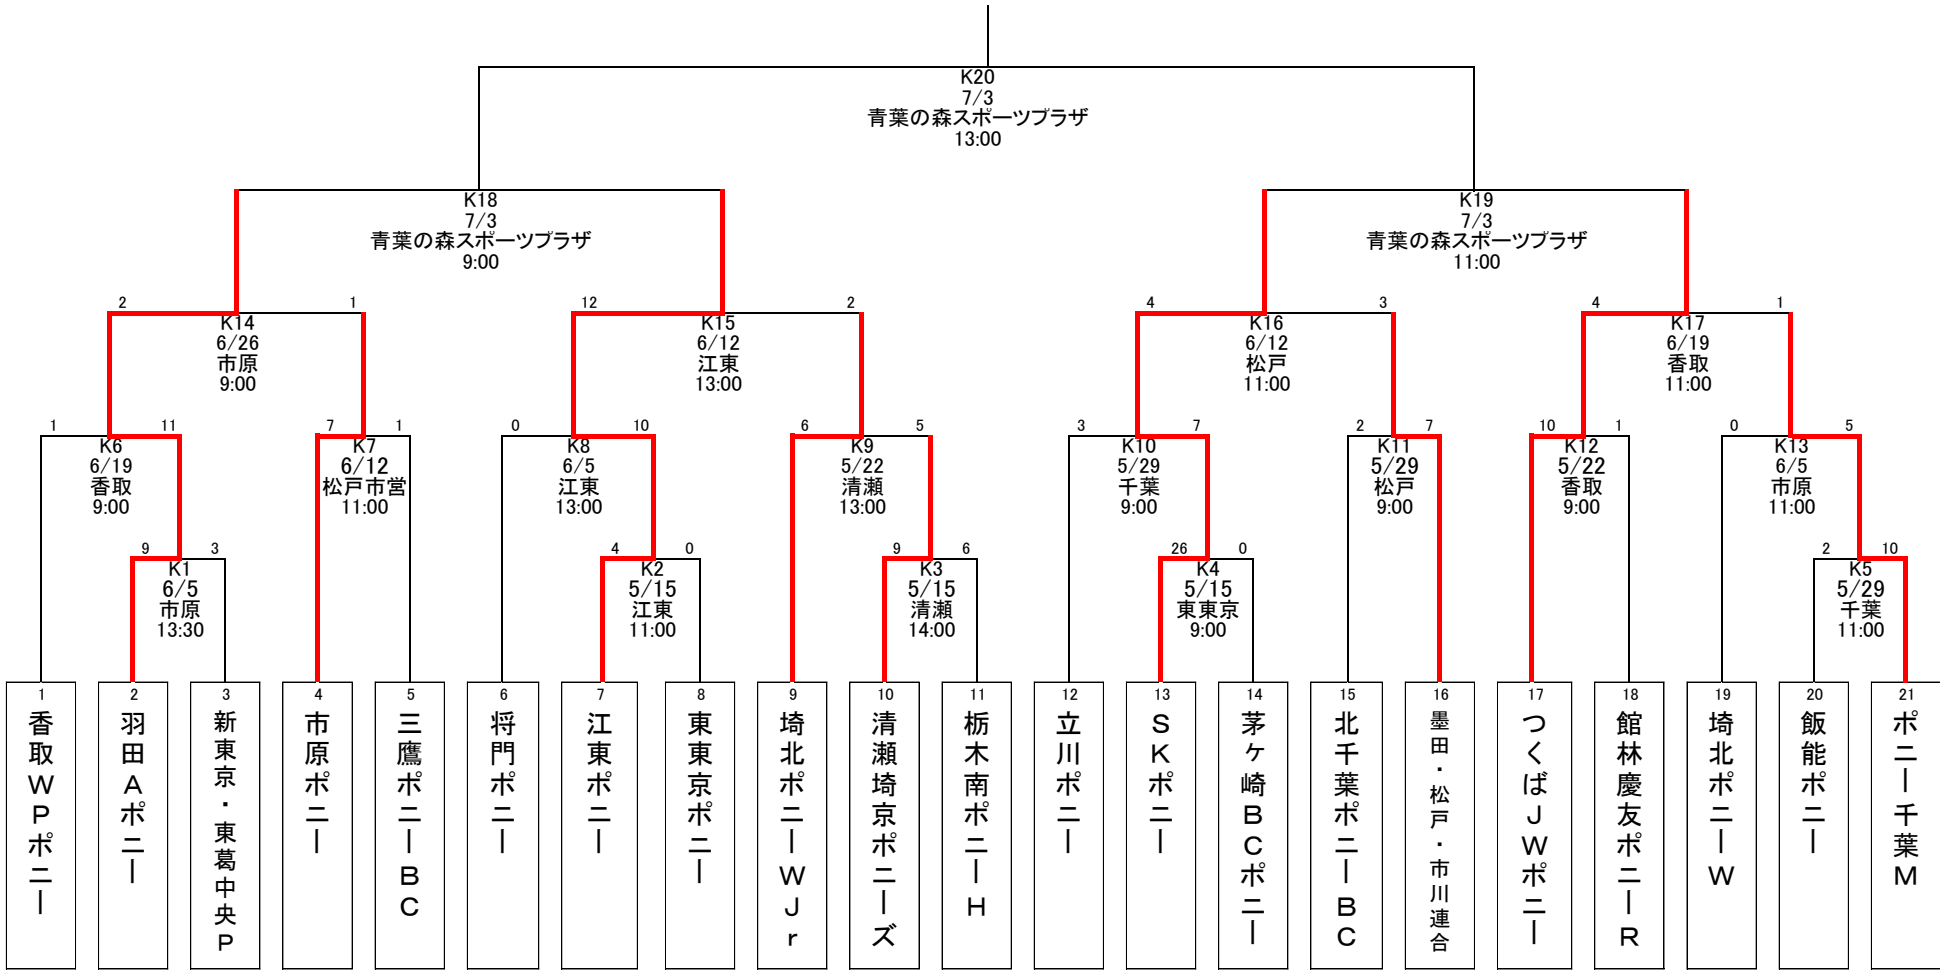 K20
7/3
青葉の森スポーツプラザ
13:00
K18
7/3
青葉の森スポーツプラザ
9:00
K19
7/3
青葉の森スポーツプラザ
11:00
2 1 12 2 4 3 4 1
K14
6/26
市原
9:00
K15
6/12
江東
13:00
K16
6/12
松戸
11:00
K17
6/19
香取
11:00
1 11 7 1 0 10 6 5 3 7 2 7 10 1 0 5
K6
6/19
香取
9:00
K7
6/12
松戸市営
11:00
K8
6/5
江東
13:00
K9
5/22
清瀬
13:00
K10
5/29
千葉
9:00
K11
5/29
松戸
9:00
K12
5/22
香取
9:00
K13
6/5
市原
11:00
9 3 4 0 9 6 26 0 2 10
K1
6/5
市原
13:30
K2
5/15
江東
11:00
K3
5/15
清瀬
14:00
K4
5/15
東東京
9:00
K5
5/29
千葉
11:00
1
香取WPポニー
2
羽田Aポニー
3
新東京・東葛中央P
4
市原ポニー
5
三鷹ポニーBC
6
将門ポニー
7
江東ポニー
8
東東京ポニー
9
埼北ポニーWJr
10
清瀬埼京ポニーズ
11
栃木南ポニーH
12
立川ポニー
13
SKポニー
14
茅ヶ崎BCポニー
15
北千葉ポニーBC
16
墨田・松戸・市川連合
17
つくばJWポニー
18
館林慶友ポニーR
19
埼北ポニーW
20
飯能ポニー
21
ポニー千葉M